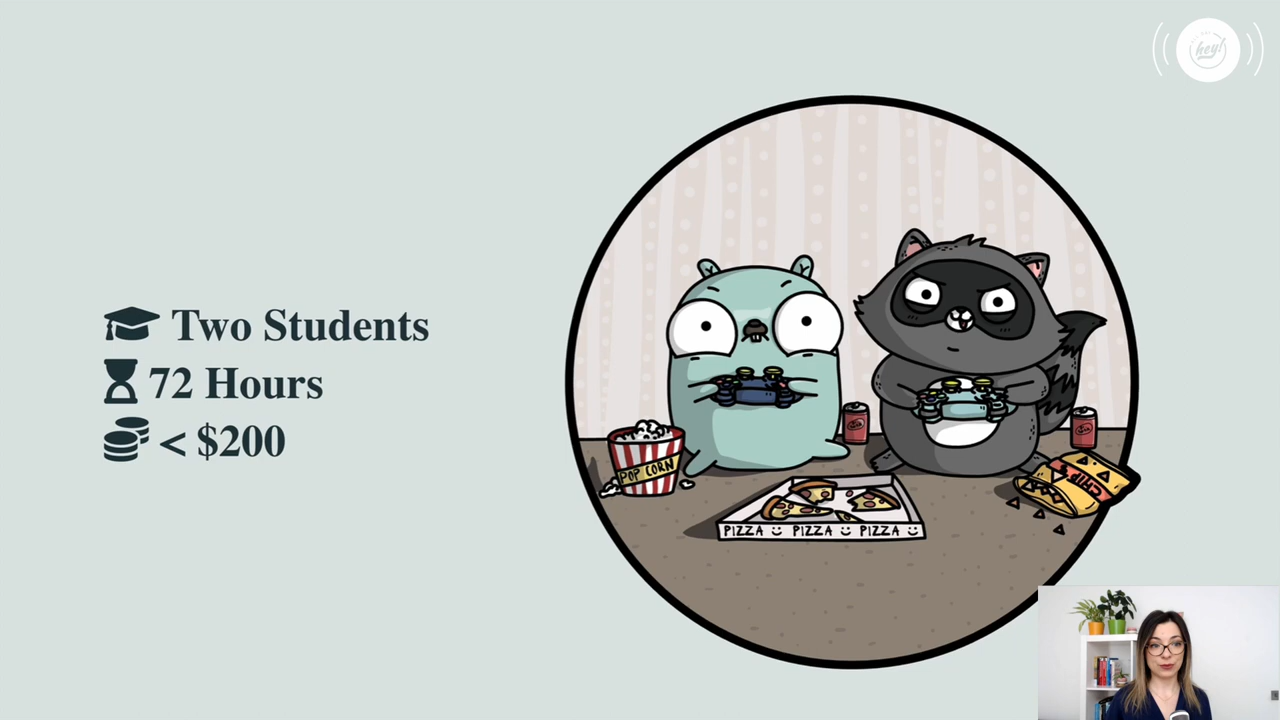 hey!
Two Students
72 Hours
< $200
POP CORN
PIZZA PIZZA PIZZA